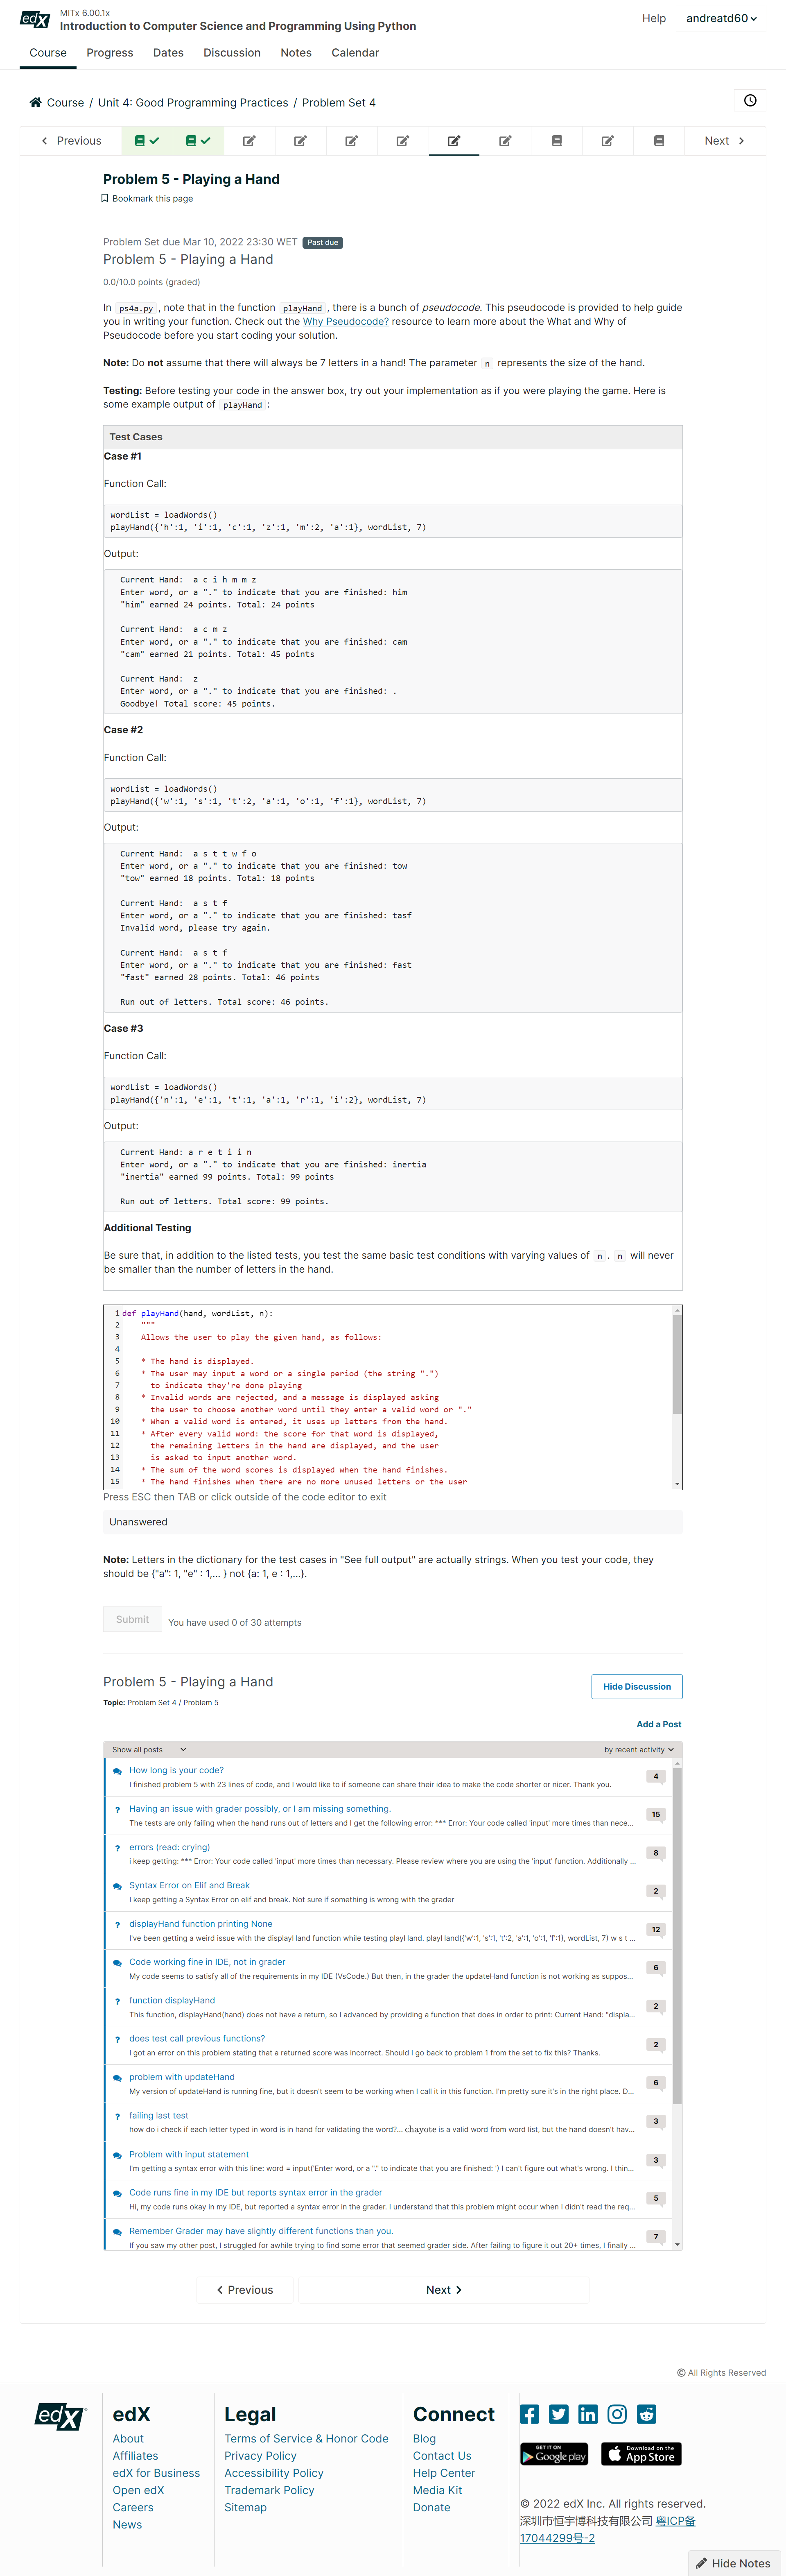 edX
MITx 6.00.1x
Introduction to Computer Science and Programming Using Python
Help
andreatd60
Course Progress Dates Discussion Notes Calendar
Course / Unit 4: Good Programming Practices / Problem Set 4
Previous
Next
Problem 5 - Playing a Hand
Bookmark this page
Problem Set due Mar 10, 2022 23:30 WET Past due
Problem 5 - Playing a Hand
0.0/10.0 points (graded)
In ps4a.py, note that in the function playHand, there is a bunch of pseudocode. This pseudocode is provided to help guide
you in writing your function. Check out the Why Pseudocode? resource to learn more about the What and Why of
Pseudocode before you start coding your solution.
Note: Do not assume that there will always be 7 letters in a hand! The parameter n represents the size of the hand.
Testing: Before testing your code in the answer box, try out your implementation as if you were playing the game. Here is
some example output of playHand :
Test Cases
Case #1
Function Call:
wordList = loadWords()
playHand({'h':1, 'i':1, 'c':1, 'z':1, 'm':2, 'a':1}, wordList, 7)
Output:
Current Hand:  a c i h m m z
Enter word, or a "." to indicate that you are finished: him
"him" earned 24 points. Total: 24 points
Current Hand:  a c m z
Enter word, or a "." to indicate that you are finished: cam
"cam" earned 21 points. Total: 45 points
Current Hand:  z
Enter word, or a "." to indicate that you are finished: .
Goodbye! Total score: 45 points.
Case #2
Function Call:
wordList = loadWords()
playHand({'w':1, 's':1, 't':2, 'a':1, 'o':1, 'f':1}, wordList, 7)
Output:
Current Hand:  a s t t w f o
Enter word, or a "." to indicate that you are finished: tow
"tow" earned 18 points. Total: 18 points
Current Hand:  a s t f
Enter word, or a "." to indicate that you are finished: tasf
Invalid word, please try again.
Current Hand:  a s t f
Enter word, or a "." to indicate that you are finished: fast
"fast" earned 28 points. Total: 46 points
Run out of letters. Total score: 46 points.
Case #3
Function Call:
wordList = loadWords()
playHand({'n':1, 'e':1, 't':1, 'a':1, 'r':1, 'i':2}, wordList, 7)
Output:
Current Hand: a r e t i i n
Enter word, or a "." to indicate that you are finished: inertia
"inertia" earned 99 points. Total: 99 points
Run out of letters. Total score: 99 points.
Additional Testing
Be sure that, in addition to the listed tests, you test the same basic test conditions with varying values of n. n will never
be smaller than the number of letters in the hand.
1 def playHand(hand, wordList, n):
2 """
3 Allows the user to play the given hand, as follows:
4
5 * The hand is displayed.
6 * The user may input a word or a single period (the string ".")
7 to indicate they're done playing
8 * Invalid words are rejected, and a message is displayed asking
9 the user to choose another word until they enter a valid word or "."
10 * When a valid word is entered, it uses up letters from the hand.
11 * After every valid word: the score for that word is displayed,
12 the remaining letters in the hand are displayed, and the user
13 is asked to input another word.
14 * The sum of the word scores is displayed when the hand finishes.
15 * The hand finishes when there are no more unused letters or the user
Press ESC then TAB or click outside of the code editor to exit
Unanswered
Note: Letters in the dictionary for the test cases in "See full output" are actually strings. When you test your code, they
should be {"a": 1, "e" : 1,... } not {a: 1, e : 1,...}.
Submit You have used 0 of 30 attempts
Problem 5 - Playing a Hand
Hide Discussion
Topic: Problem Set 4 / Problem 5
Add a Post
Show all posts
by recent activity
How long is your code?
I finished problem 5 with 23 lines of code, and I would like to if someone can share their idea to make the code shorter or nicer. Thank you.
4
Having an issue with grader possibly, or I am missing something.
The tests are only failing when the hand runs out of letters and I get the following error: *** Error: Your code called 'input' more times than nece...
15
errors (read: crying)
i keep getting: *** Error: Your code called 'input' more times than necessary. Please review where you are using the 'input' function. Additionally ...
8
Syntax Error on Elif and Break
I keep getting a Syntax Error on elif and break. Not sure if something is wrong with the grader
2
displayHand function printing None
I've been getting a weird issue with the displayHand function while testing playHand. playHand({'w':1, 's':1, 't':2, 'a':1, 'o':1, 'f':1}, wordList, 7) w s t ...
12
Code working fine in IDE, not in grader
My code seems to satisfy all of the requirements in my IDE (VsCode.) But then, in the grader the updateHand function is not working as suppos...
6
function displayHand
This function, displayHand(hand) does not have a return, so I advanced by providing a function that does in order to print: Current Hand: "displa...
2
does test call previous functions?
I got an error on this problem stating that a returned score was incorrect. Should I go back to problem 1 from the set to fix this? Thanks.
2
problem with updateHand
My version of updateHand is running fine, but it doesn't seem to be working when I call it in this function. I'm pretty sure it's in the right place. D...
6
failing last test
how do i check if each letter typed in word is in hand for validating the word?... chayote is a valid word from word list, but the hand doesn't hav...
3
Problem with input statement
I'm getting a syntax error with this line: word = input('Enter word, or a "." to indicate that you are finished: ') I can't figure out what's wrong. I thin...
3
Code runs fine in my IDE but reports syntax error in the grader
Hi, my code runs okay in my IDE, but reported a syntax error in the grader. I understand that this problem might occur when I didn't read the req...
5
Remember Grader may have slightly different functions than you.
If you saw my other post, I struggled for awhile trying to find some error that seemed grader side. After failing to figure it out 20+ times, I finally ...
7
Previous
Next
© All Rights Reserved
edX
edX
About
Affiliates
edX for Business
Open edX
Careers
News
Legal
Terms of Service & Honor Code
Privacy Policy
Accessibility Policy
Trademark Policy
Sitemap
Connect
Blog
Contact Us
Help Center
Media Kit
Donate
GET IT ON
Google play
Download on the
App Store
© 2022 edX Inc. All rights reserved.
深圳市恒宇博科技有限公司 粤ICP备
17044299号-2
Hide Notes